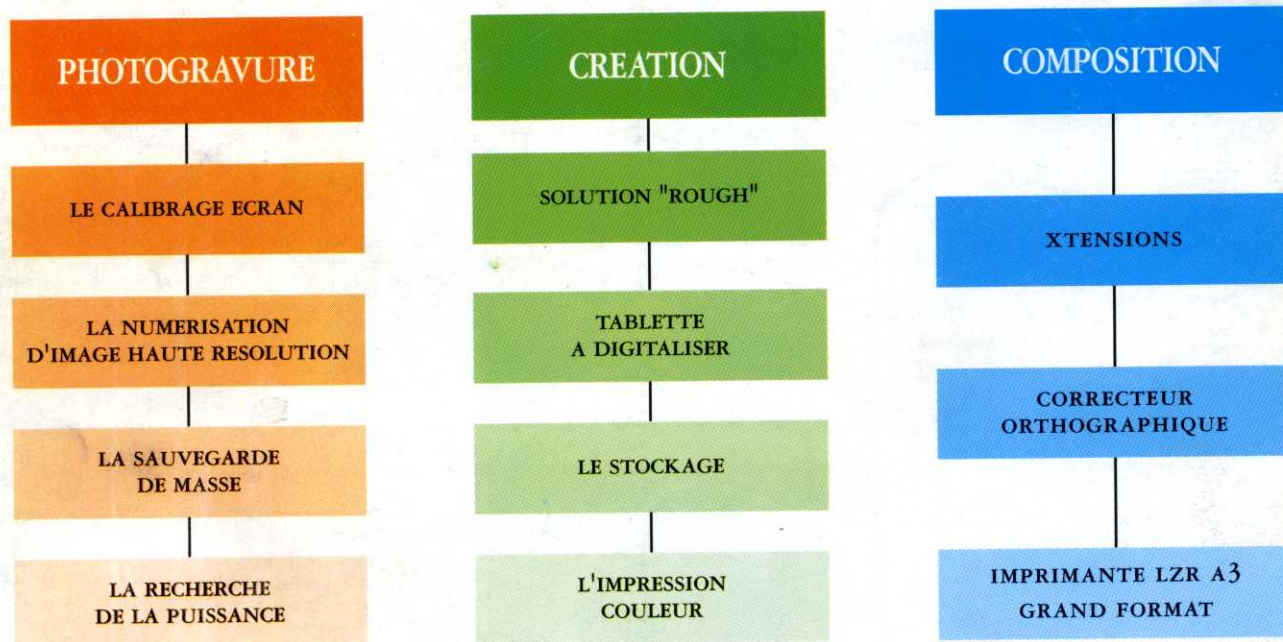 PHOTOGRAVURE
LE CALIBRAGE ECRAN
LA NUMERISATION
D'IMAGE HAUTE RESOLUTION
LA SAUVEGARDE
DE MASSE
LA RECHERCHE
DE LA PUISSANCE
CREATION
SOLUTION "ROUGH"
TABLETTE
A DIGITALISER
LE STOCKAGE
L'IMPRESSION
COULEUR
COMPOSITION
XTENSIONS
CORRECTEUR
ORTHOGRAPHIQUE
IMPRIMANTE LZR A3
GRAND FORMAT